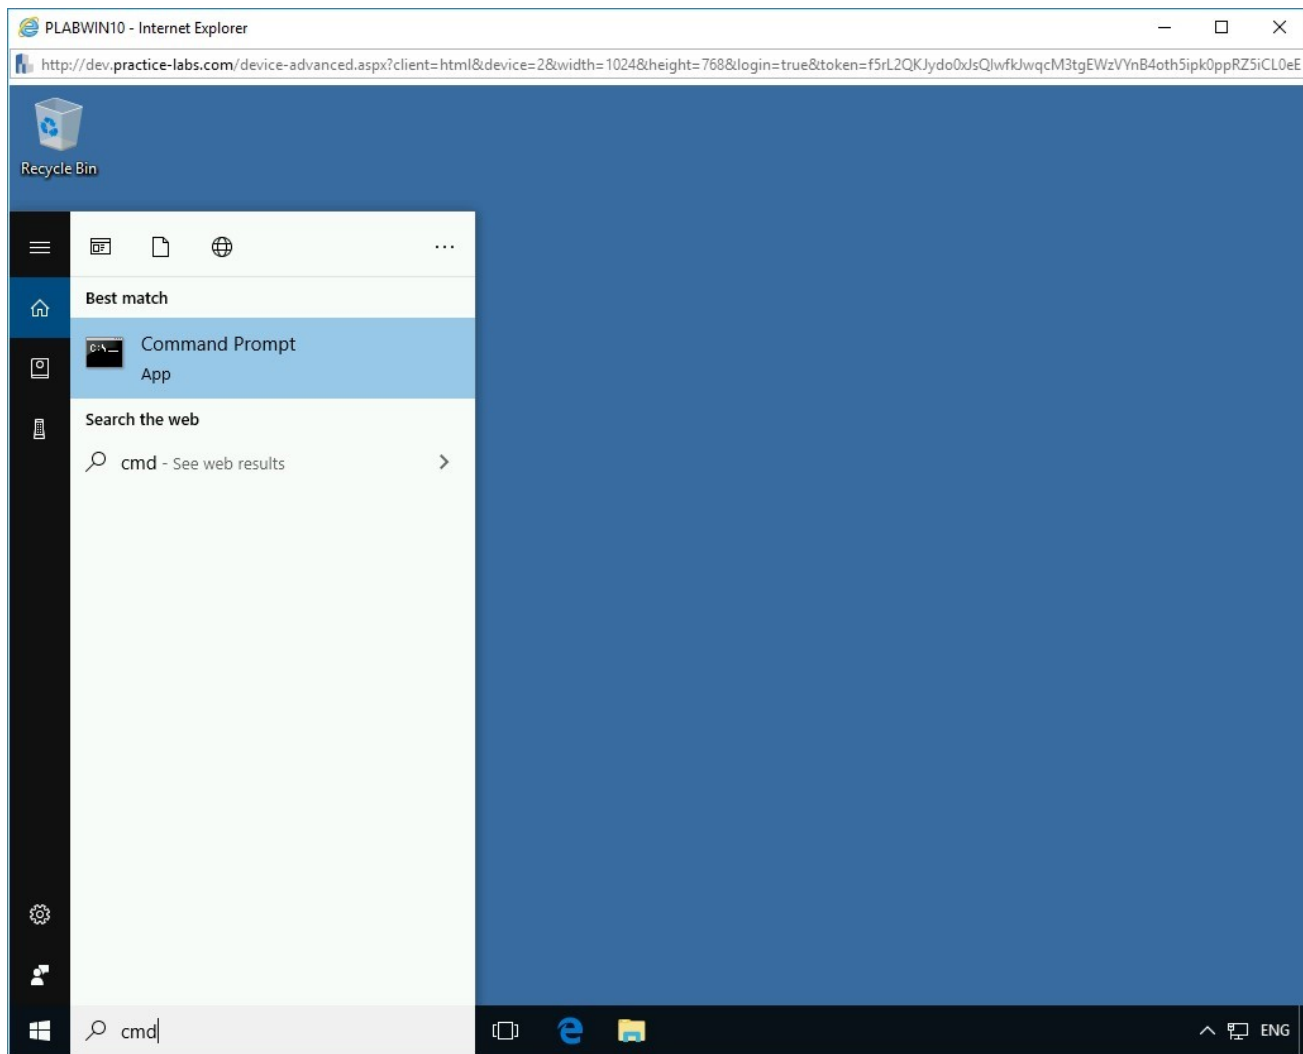 PLABWIN10 - Internet Explorer
http://dev.practice-labs.com/device-advanced.aspx?client=html&device=2&width=1024&height=768&login=true&token=f5rL2QKJydo0xJsQlwfkJwqcM3tgEWzVYnB4oth5ipk0ppRZ5iCL0eE
Recycle Bin
Best match
C:\_
Command Prompt
App
Search the web
cmd - See web results
cmd
ENG